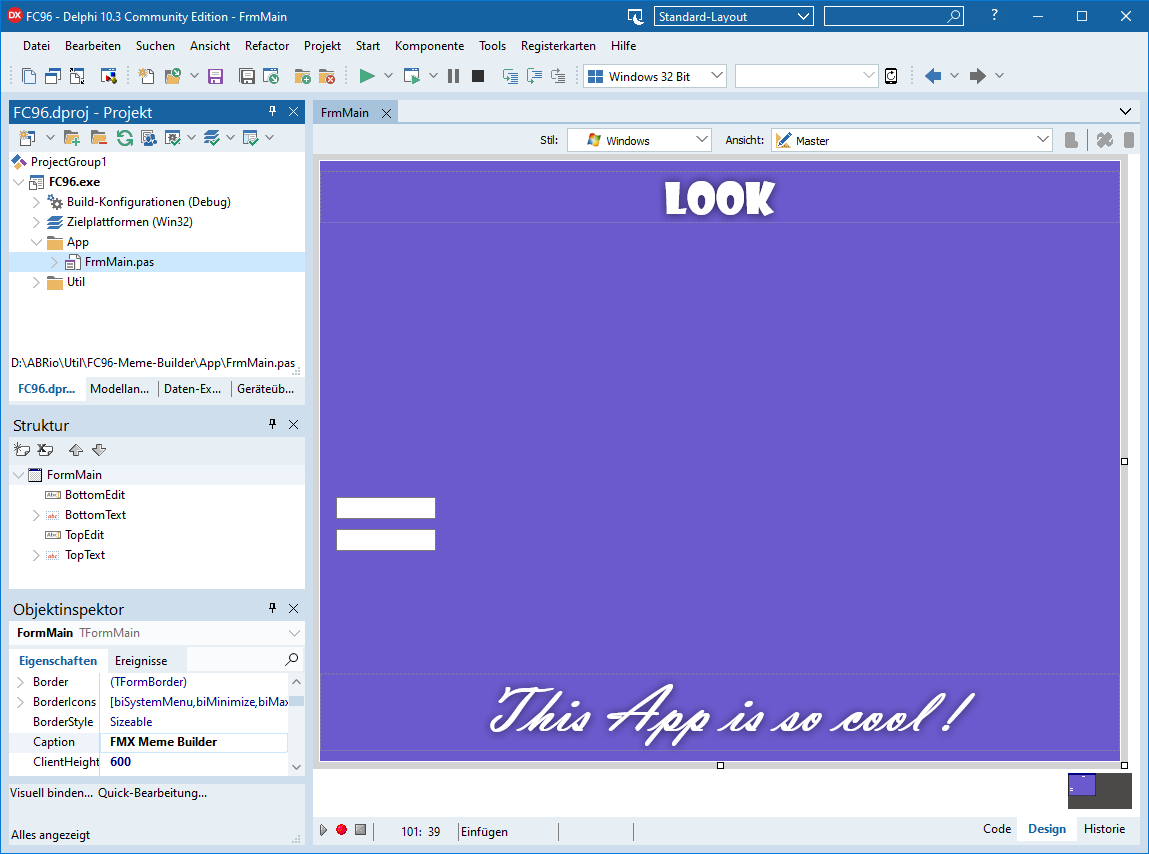 FC96 - Delphi 10.3 Community Edition - FrmMain
Standard-Layout
?
Datei Bearbeiten Suchen Ansicht Refactor Projekt Start Komponente Tools Registerkarten Hilfe
Windows 32 Bit
FC96.dproj - Projekt
ProjectGroup1
FC96.exe
Build-Konfigurationen (Debug)
Zielplattformen (Win32)
App
FrmMain.pas
Util
D:\ABRio\Util\FC96-Meme-Builder\App\FrmMain.pas
FC96.dpr... Modellan... Daten-Ex... Geräteüb...
Struktur
FormMain
BottomEdit
BottomText
TopEdit
TopText
Objektinspektor
FormMain TFormMain
Eigenschaften Ereignisse
Border (TFormBorder)
BorderIcons [biSystemMenu,biMinimize,biMax
BorderStyle Sizeable
Caption FMX Meme Builder
ClientHeight 600
Visuell binden... Quick-Bearbeitung...
Alles angezeigt
FrmMain
Stil: Windows Ansicht: Master
LOOK
This App is so cool!
101: 39 Einfügen
Code Design Historie